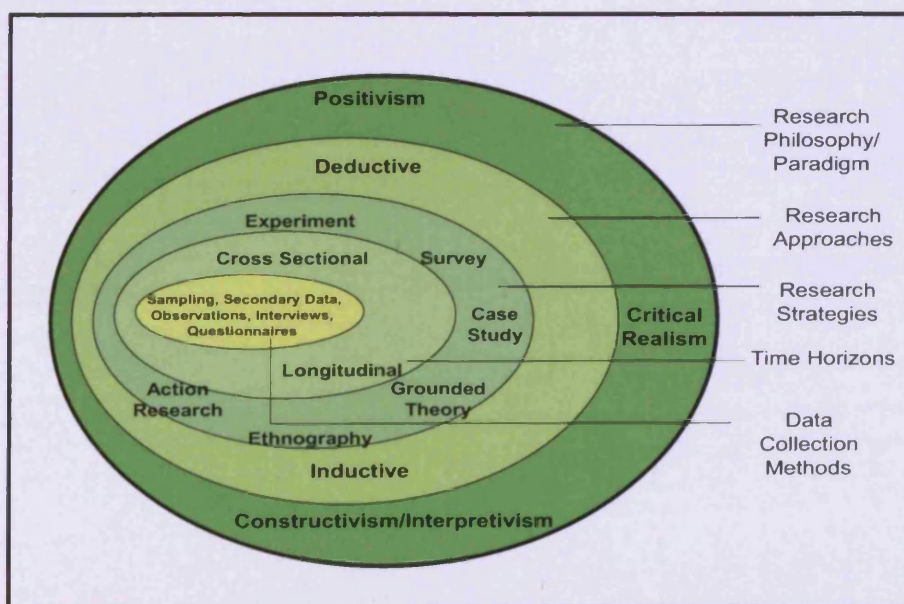 Positivism
Research
Philosophy/
Paradigm
Deductive
Experiment
Research
Approaches
Cross Sectional
Survey
Sampling, Secondary Data,
Observations, Interviews,
Questionnaires
Case
Study
Critical
Realism
Research
Strategies
Time Horizons
Longitudinal
Action
Research
Grounded
Theory
Ethnography
Data
Collection
Methods
Inductive
Constructivism/Interpretivism